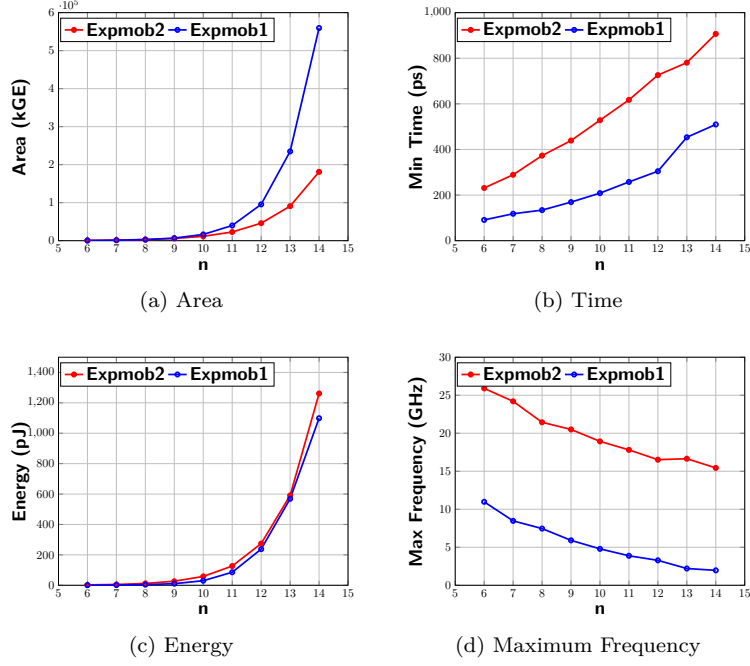 ·10⁵
Expmob2 Expmob1
Area (kGE)
6
5
4
3
2
1
0
5 6 7 8 9 10 11 12 13 14 15
n
(a) Area
Expmob2 Expmob1
Min Time (ps)
1,000
800
600
400
200
0
5 6 7 8 9 10 11 12 13 14 15
n
(b) Time
Expmob2 Expmob1
Energy (pJ)
1,400
1,200
1,000
800
600
400
200
0
5 6 7 8 9 10 11 12 13 14 15
n
(c) Energy
Expmob2 Expmob1
Max Frequency (GHz)
30
25
20
15
10
5
0
5 6 7 8 9 10 11 12 13 14 15
n
(d) Maximum Frequency